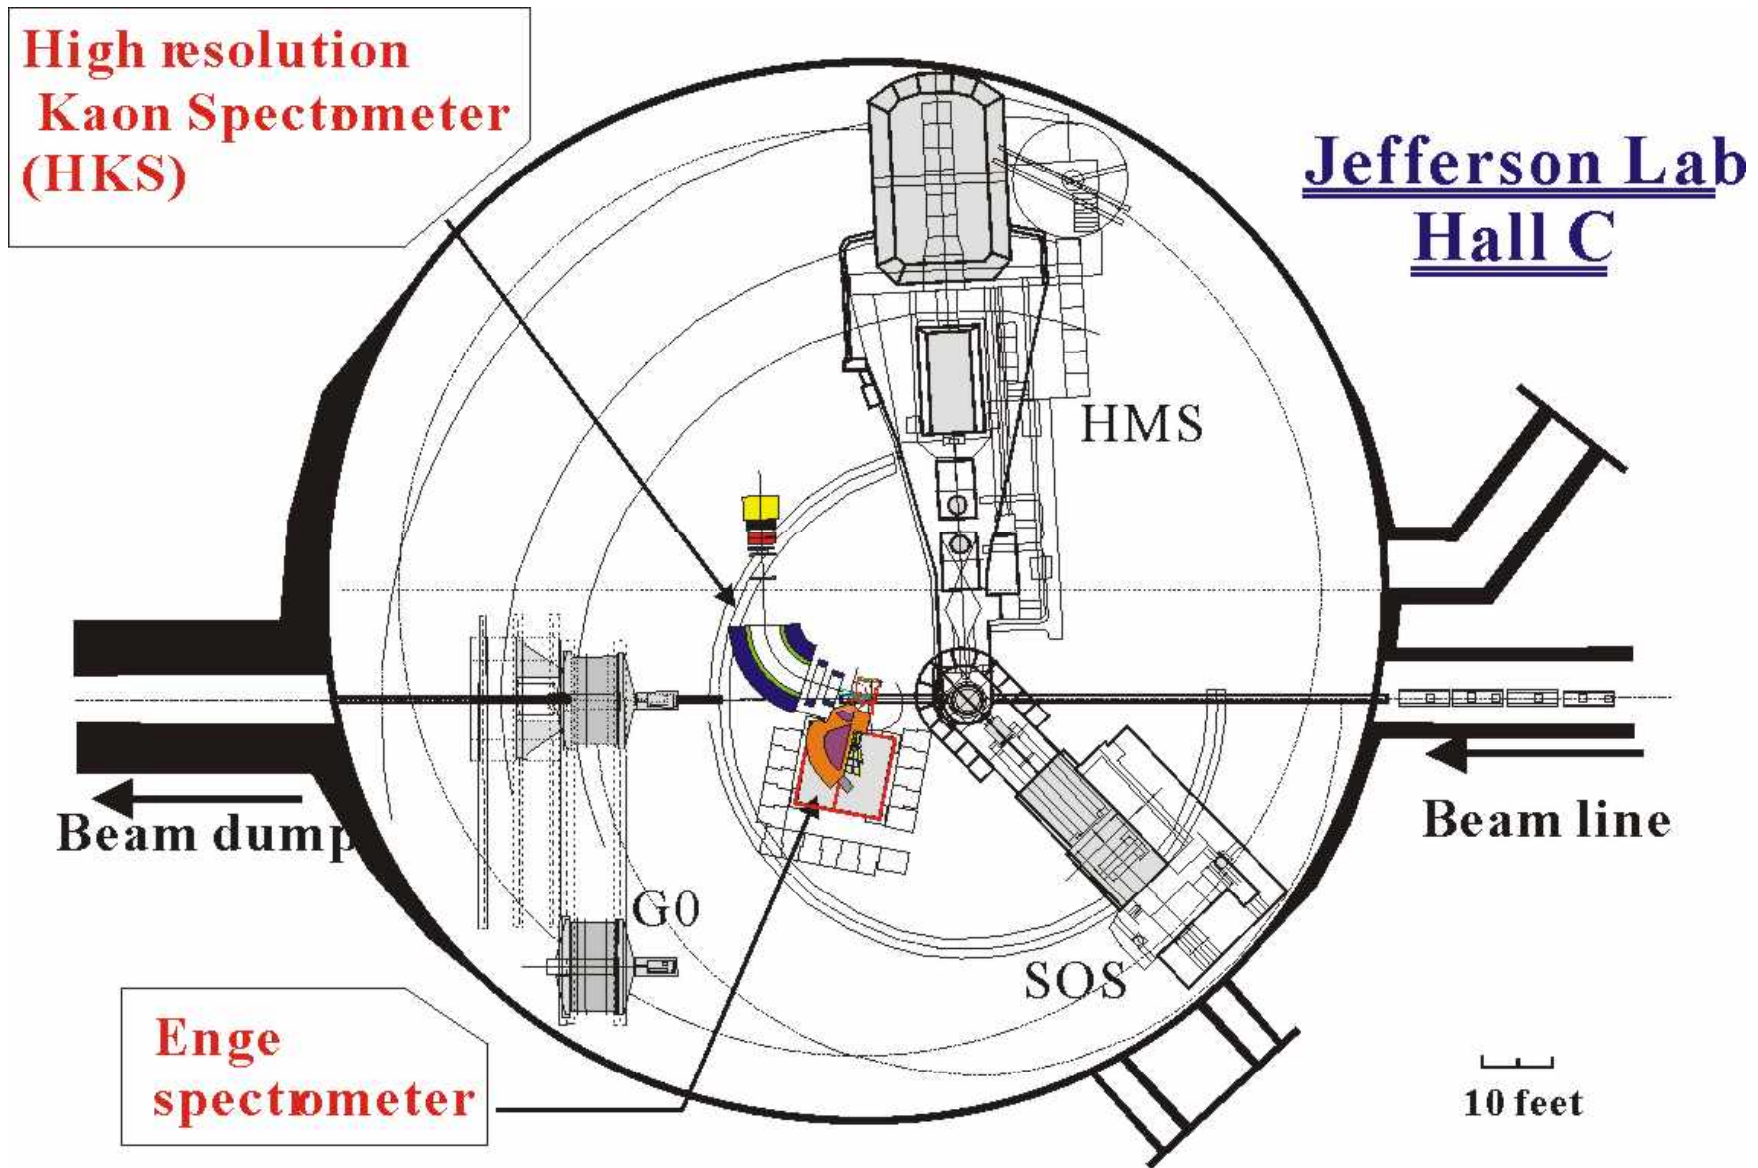 High resolution
Kaon Spectrometer
(HKS)
Jefferson Lab
Hall C
HMS
Beam dump
Beam line
G0
SOS
Enge
spectrometer
10 feet